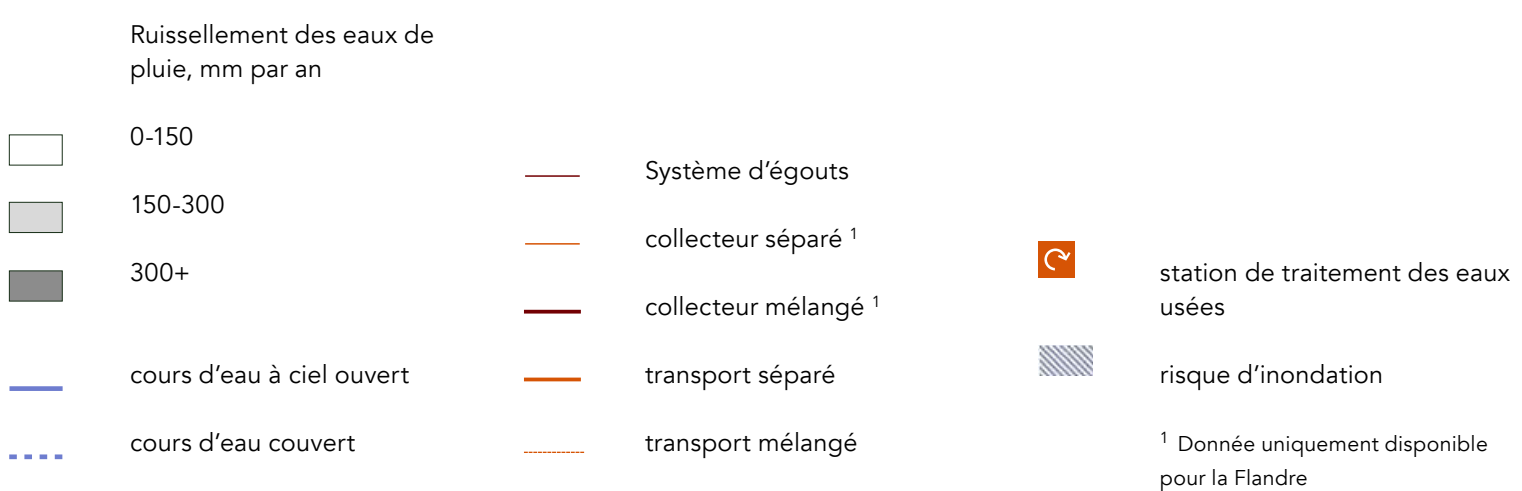 Ruissellement des eaux de
pluie, mm par an
0-150
150-300
300+
cours d'eau à ciel ouvert
cours d'eau couvert
Système d'égouts
collecteur séparé ¹
collecteur mélangé ¹
transport séparé
transport mélangé
station de traitement des eaux
usées
risque d'inondation
¹ Donnée uniquement disponible
pour la Flandre